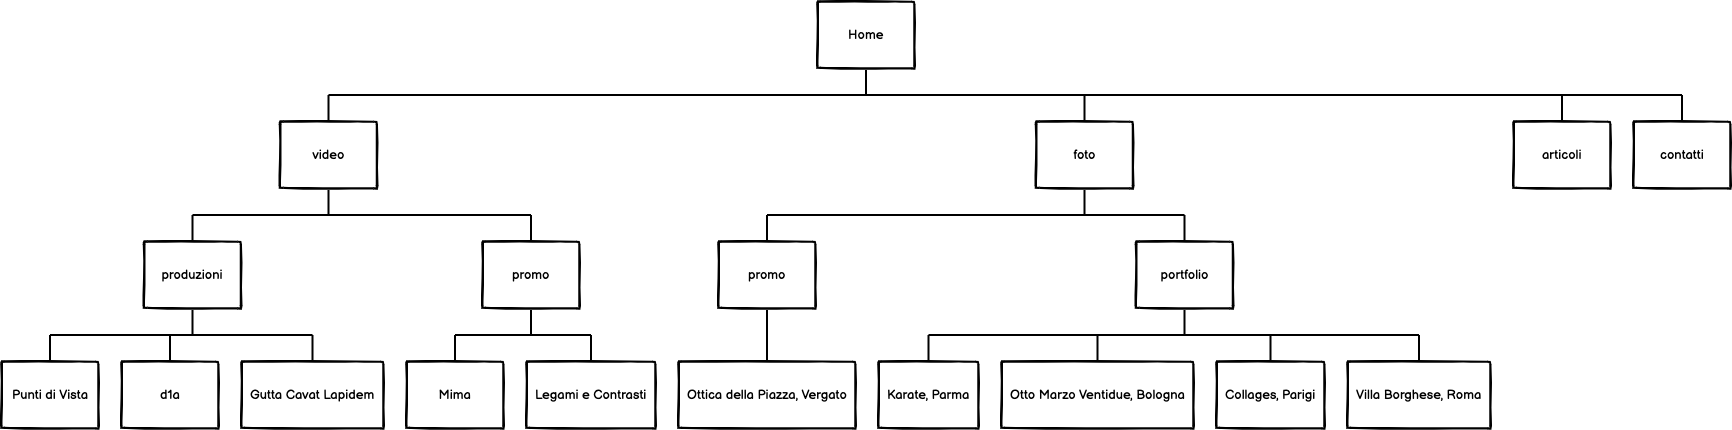 Home
video
foto
articoli
contatti
produzioni
promo
promo
portfolio
Punti di Vista
d1a
Gutta Cavat Lapidem
Mima
Legami e Contrasti
Ottica della Piazza, Vergato
Karate, Parma
Otto Marzo Ventidue, Bologna
Collages, Parigi
Villa Borghese, Roma